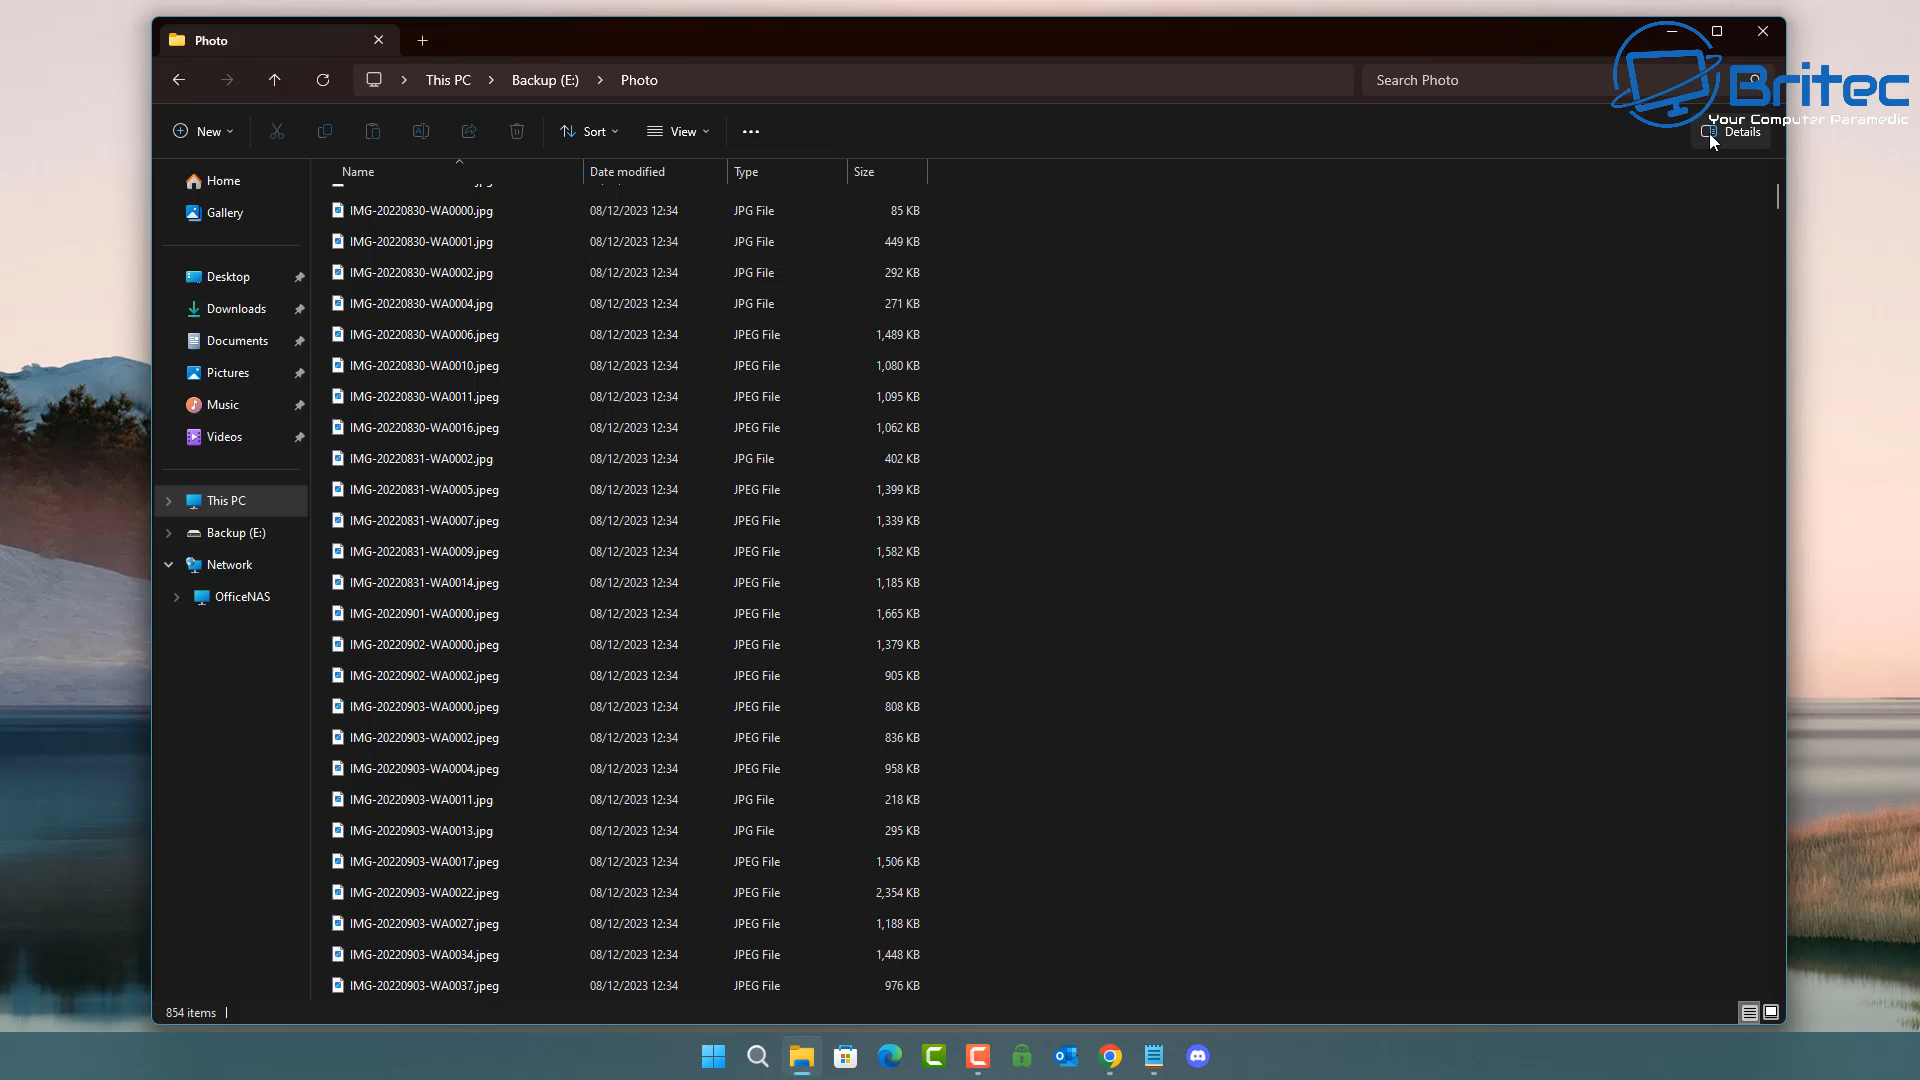 Photo
This PC > Backup (E:) > Photo
Search Photo
Britec
Your Computer Paramedic
New
Sort
View
Details
Name Date modified Type Size
Home
Gallery
Desktop
Downloads
Documents
Pictures
Music
Videos
This PC
Backup (E:)
Network
OfficeNAS
IMG-20220830-WA0000.jpg 08/12/2023 12:34 JPG File 85 KB
IMG-20220830-WA0001.jpg 08/12/2023 12:34 JPG File 449 KB
IMG-20220830-WA0002.jpg 08/12/2023 12:34 JPG File 292 KB
IMG-20220830-WA0004.jpg 08/12/2023 12:34 JPG File 271 KB
IMG-20220830-WA0006.jpeg 08/12/2023 12:34 JPEG File 1,489 KB
IMG-20220830-WA0010.jpeg 08/12/2023 12:34 JPEG File 1,080 KB
IMG-20220830-WA0011.jpeg 08/12/2023 12:34 JPEG File 1,095 KB
IMG-20220830-WA0016.jpeg 08/12/2023 12:34 JPEG File 1,062 KB
IMG-20220831-WA0002.jpg 08/12/2023 12:34 JPG File 402 KB
IMG-20220831-WA0005.jpeg 08/12/2023 12:34 JPEG File 1,399 KB
IMG-20220831-WA0007.jpeg 08/12/2023 12:34 JPEG File 1,339 KB
IMG-20220831-WA0009.jpeg 08/12/2023 12:34 JPEG File 1,582 KB
IMG-20220831-WA0014.jpeg 08/12/2023 12:34 JPEG File 1,185 KB
IMG-20220901-WA0000.jpeg 08/12/2023 12:34 JPEG File 1,665 KB
IMG-20220902-WA0000.jpeg 08/12/2023 12:34 JPEG File 1,379 KB
IMG-20220902-WA0002.jpeg 08/12/2023 12:34 JPEG File 905 KB
IMG-20220903-WA0000.jpeg 08/12/2023 12:34 JPEG File 808 KB
IMG-20220903-WA0002.jpeg 08/12/2023 12:34 JPEG File 836 KB
IMG-20220903-WA0004.jpeg 08/12/2023 12:34 JPEG File 958 KB
IMG-20220903-WA0011.jpg 08/12/2023 12:34 JPG File 218 KB
IMG-20220903-WA0013.jpg 08/12/2023 12:34 JPG File 295 KB
IMG-20220903-WA0017.jpeg 08/12/2023 12:34 JPEG File 1,506 KB
IMG-20220903-WA0022.jpeg 08/12/2023 12:34 JPEG File 2,354 KB
IMG-20220903-WA0027.jpeg 08/12/2023 12:34 JPEG File 1,188 KB
IMG-20220903-WA0034.jpeg 08/12/2023 12:34 JPEG File 1,448 KB
IMG-20220903-WA0037.jpeg 08/12/2023 12:34 JPEG File 976 KB
854 items